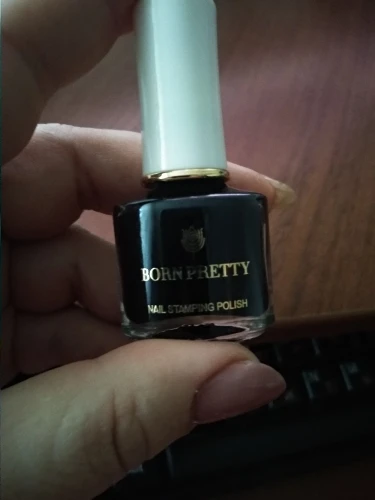 BORN PRETTY
NAIL STAMPING POLISH